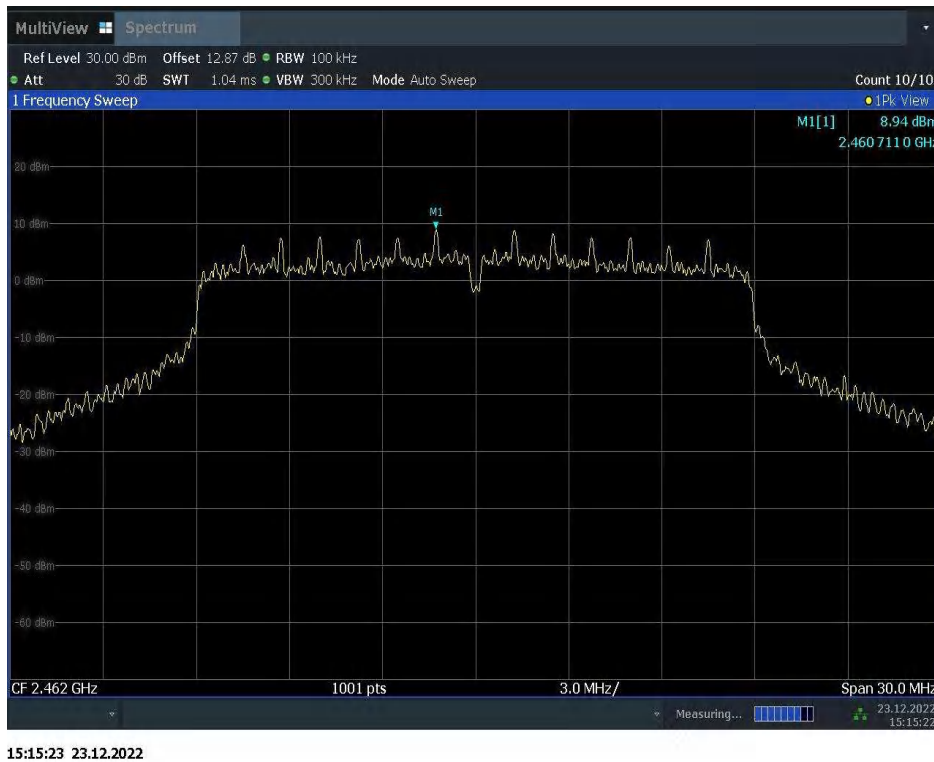 MultiView Spectrum
Ref Level 30.00 dBm Offset 12.87 dB RBW 100 kHz
Att 30 dB SWT 1.04 ms VBW 300 kHz Mode Auto Sweep Count 10/10
1 Frequency Sweep 1Pk View
M1[1] 8.94 dBm
2.460 711 0 GHz
20 dBm
M1
10 dBm
0 dBm
-10 dBm
-20 dBm
-30 dBm
-40 dBm
-50 dBm
-60 dBm
CF 2.462 GHz 1001 pts 3.0 MHz/ Span 30.0 MHz
Measuring... 23.12.2022
15:15:22
15:15:23 23.12.2022